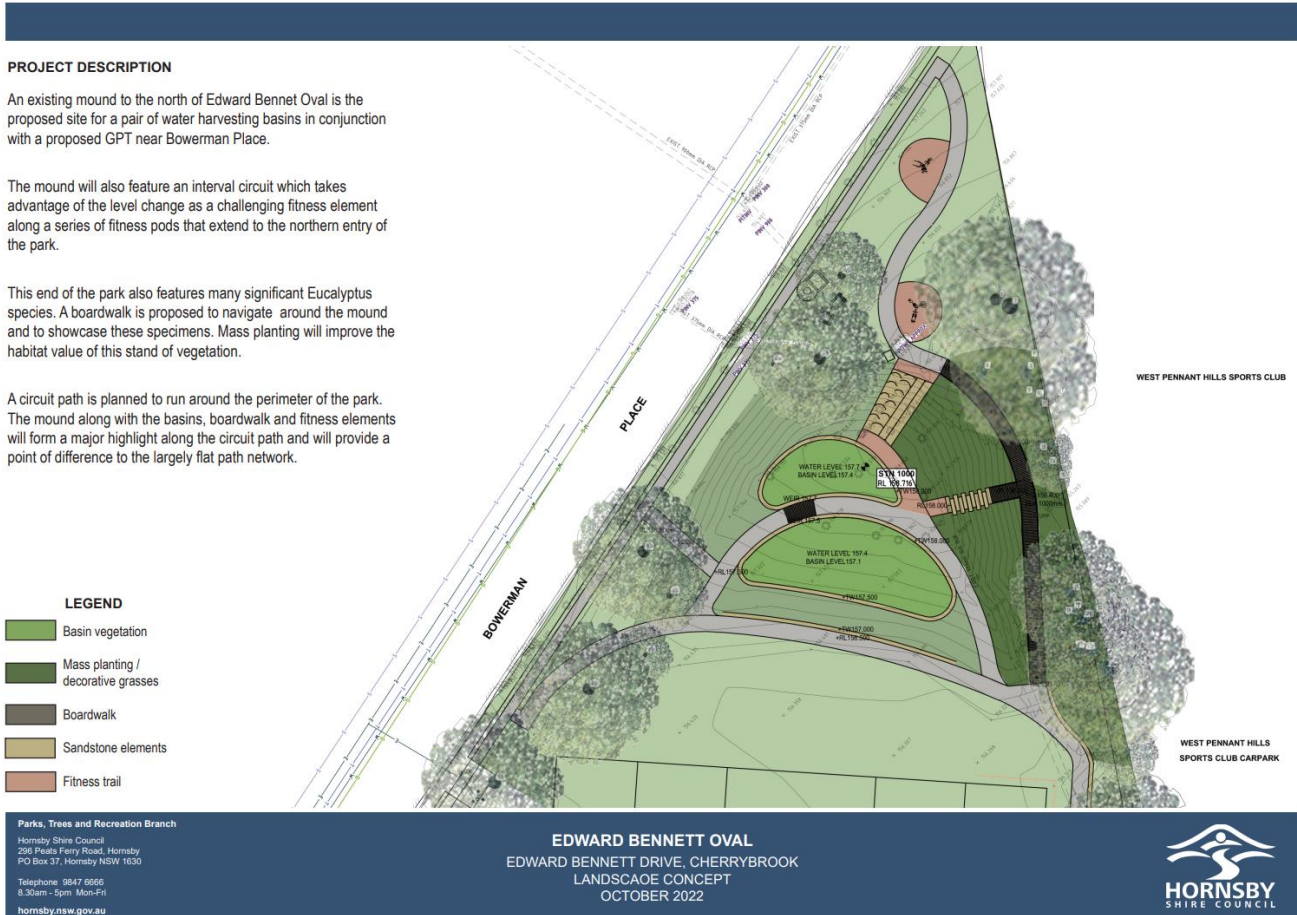 PROJECT DESCRIPTION
An existing mound to the north of Edward Bennet Oval is the
proposed site for a pair of water harvesting basins in conjunction
with a proposed GPT near Bowerman Place.
The mound will also feature an interval circuit which takes
advantage of the level change as a challenging fitness element
along a series of fitness pods that extend to the northern entry of
the park.
This end of the park also features many significant Eucalyptus
species. A boardwalk is proposed to navigate around the mound
and to showcase these specimens. Mass planting will improve the
habitat value of this stand of vegetation.
A circuit path is planned to run around the perimeter of the park.
The mound along with the basins, boardwalk and fitness elements
will form a major highlight along the circuit path and will provide a
point of difference to the largely flat path network.
LEGEND
Basin vegetation
Mass planting /
decorative grasses
Boardwalk
Sandstone elements
Fitness trail
BOWERMAN PLACE
WEST PENNANT HILLS SPORTS CLUB
WATER LEVEL 157.7
BASIN LEVEL 157.4
STN 1000
RL 158.716
RL158.000
WATER LEVEL 157.4
BASIN LEVEL157.1
+TW157.500
+TW157.000
WEST PENNANT HILLS
SPORTS CLUB CARPARK
Parks, Trees and Recreation Branch
Hornsby Shire Council
296 Peats Ferry Road, Hornsby
PO Box 37, Hornsby NSW 1630
Telephone 9847 6666
8.30am - 5pm Mon-Fri
hornsby.nsw.gov.au
EDWARD BENNETT OVAL
EDWARD BENNETT DRIVE, CHERRYBROOK
LANDSCAOE CONCEPT
OCTOBER 2022
HORNSBY
SHIRE COUNCIL